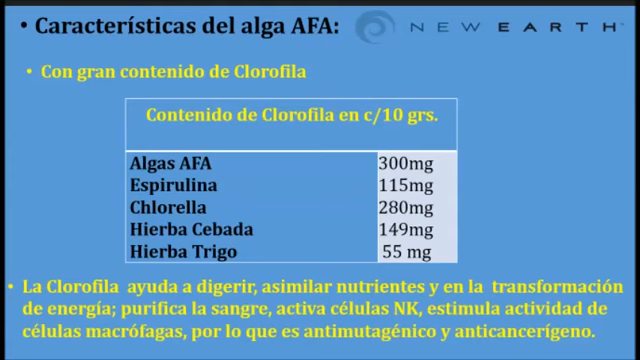 • Características del alga AFA:
NEW EARTH™
• Con gran contenido de Clorofila
Contenido de Clorofila en c/10 grs.
Algas AFA 300mg
Espirulina 115mg
Chlorella 280mg
Hierba Cebada 149mg
Hierba Trigo 55 mg
• La Clorofila ayuda a digerir, asimilar nutrientes y en la transformación
de energía; purifica la sangre, activa células NK, estimula actividad de
células macrófagas, por lo que es antimutagénico y anticancerígeno.